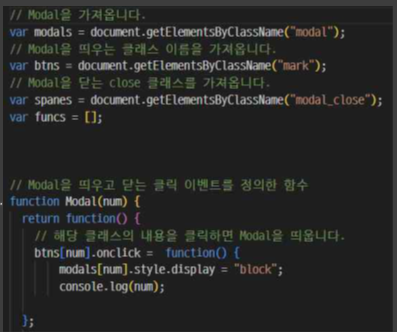 // Modal을 가져옵니다.
var modals = document.getElementsByClassName("modal");
// Modal을 띄우는 클래스 이름을 가져옵니다.
var btns = document.getElementsByClassName("mark");
// Modal을 닫는 close 클래스를 가져옵니다.
var spanes = document.getElementsByClassName("modal_close");
var funcs = [];
// Modal을 띄우고 닫는 클릭 이벤트를 정의한 함수
function Modal(num) {
return function() {
// 해당 클래스의 내용을 클릭하면 Modal을 띄웁니다.
btns[num].onclick = function() {
modals[num].style.display = "block";
console.log(num);
};